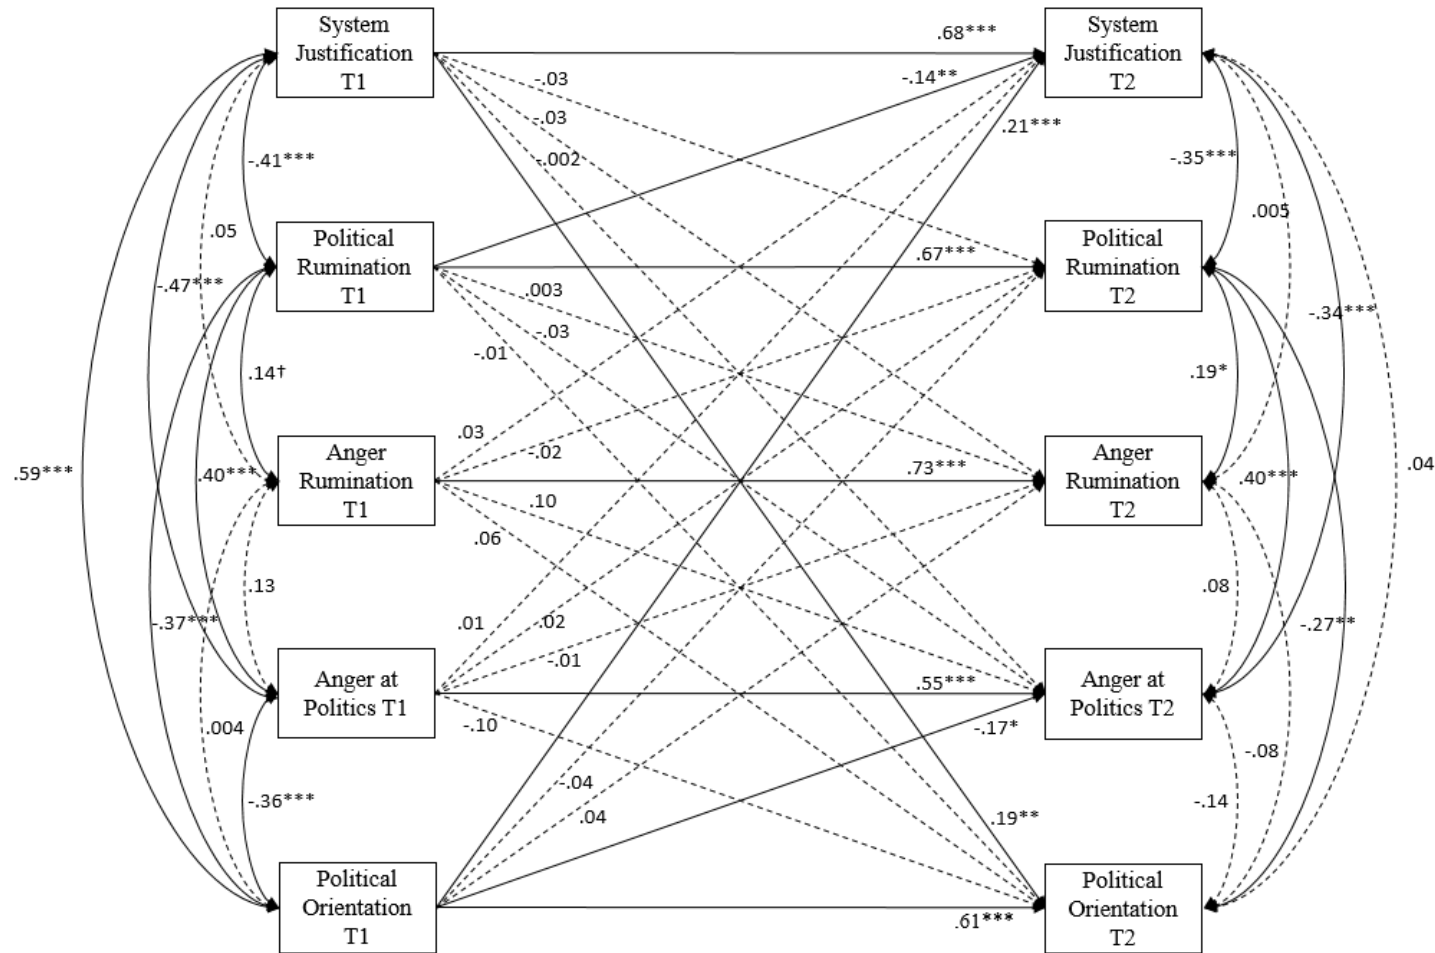 System
Justification
T1
System
Justification
T2
.68***
-.03
-.14**
-.03
.21***
-.002
-.41***
-.35***
.005
.05
Political
Rumination
T1
Political
Rumination
T2
.67***
-.47***
.003
-.03
-.01
-.34***
.14†
.19*
.03
-.02
Anger
Rumination
T1
Anger
Rumination
T2
.73***
.59***
.40***
.40***
.04
.10
.06
.13
.08
-.37***
.01
.02
-.01
-.27**
Anger at
Politics T1
Anger at
Politics T2
.55***
.004
-.10
-.17*
-.08
-.36***
-.04
.04
.19**
-.14
Political
Orientation
T1
Political
Orientation
T2
.61***